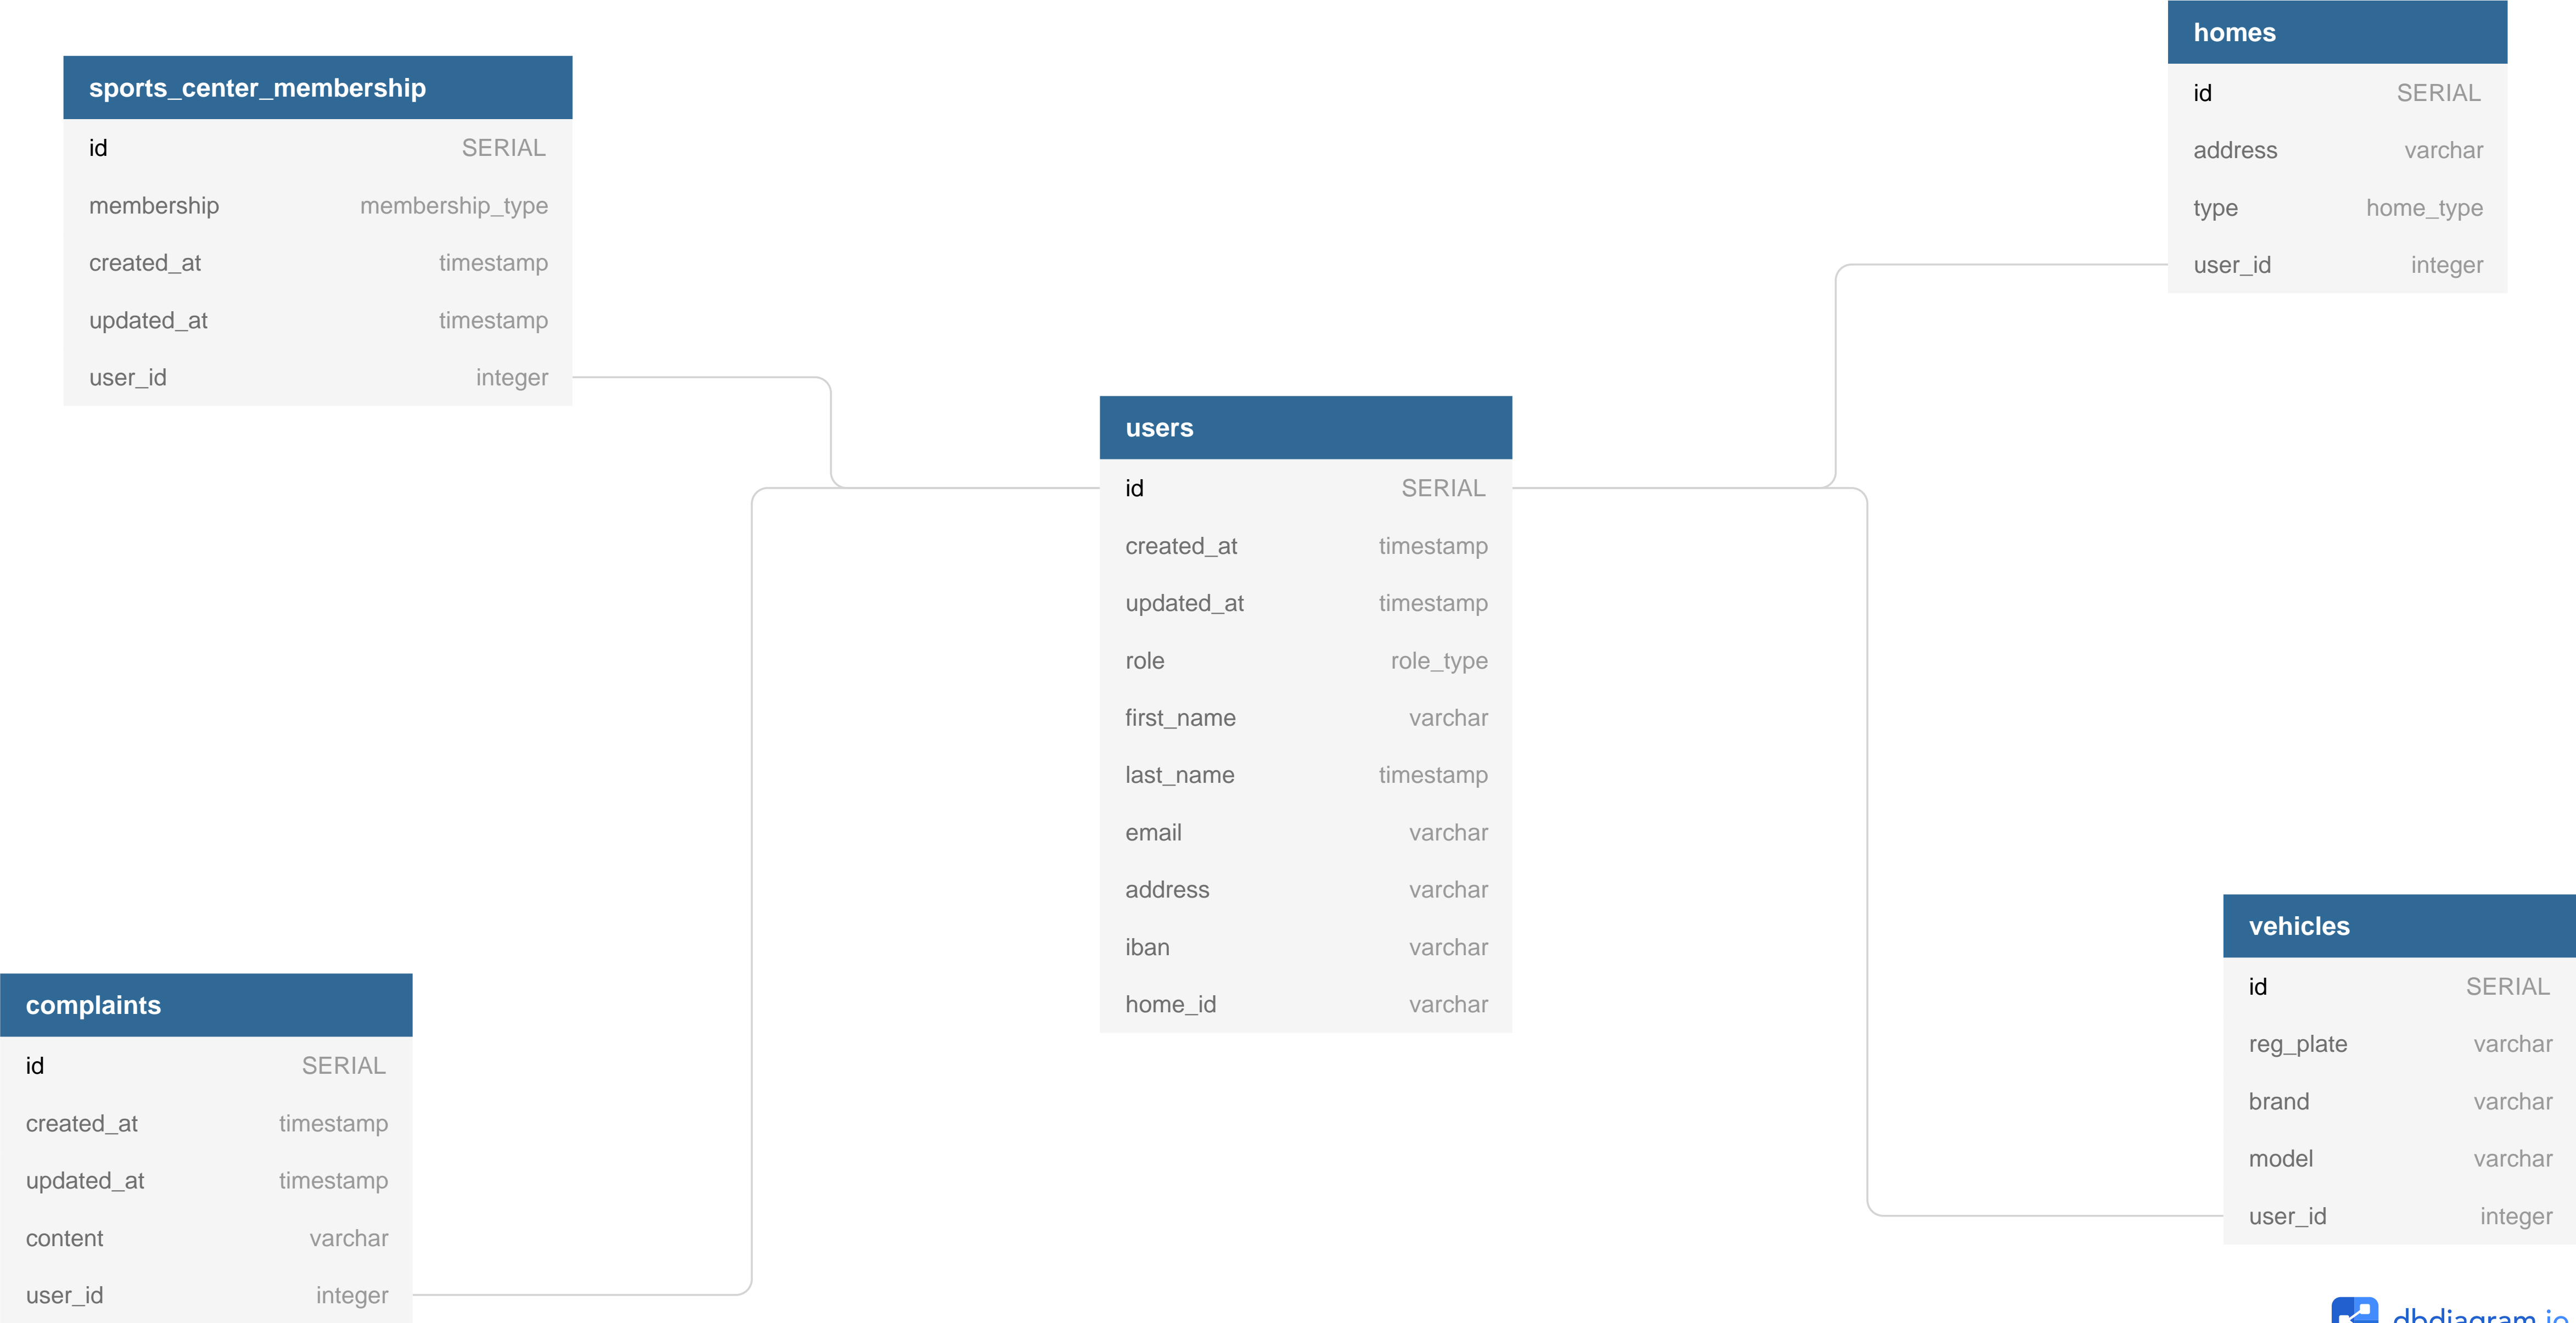 sports_center_membership
id SERIAL
membership membership_type
created_at timestamp
updated_at timestamp
user_id integer
homes
id SERIAL
address varchar
type home_type
user_id integer
users
id SERIAL
created_at timestamp
updated_at timestamp
role role_type
first_name varchar
last_name timestamp
email varchar
address varchar
iban varchar
home_id varchar
complaints
id SERIAL
created_at timestamp
updated_at timestamp
content varchar
user_id integer
vehicles
id SERIAL
reg_plate varchar
brand varchar
model varchar
user_id integer
dbdiagram.io